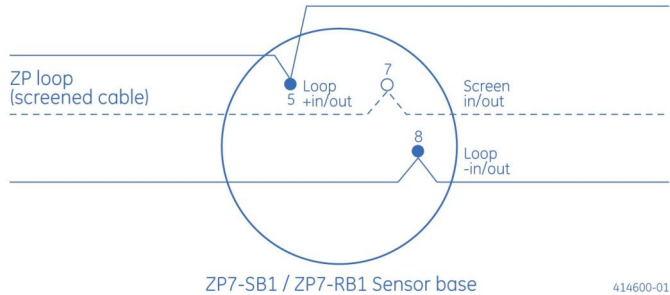 7
ZP loop
(screened cable)
Loop
+in/out
5
Screen
in/out
8
Loop
-in/out
ZP7-SB1 / ZP7-RB1 Sensor base
414600-01